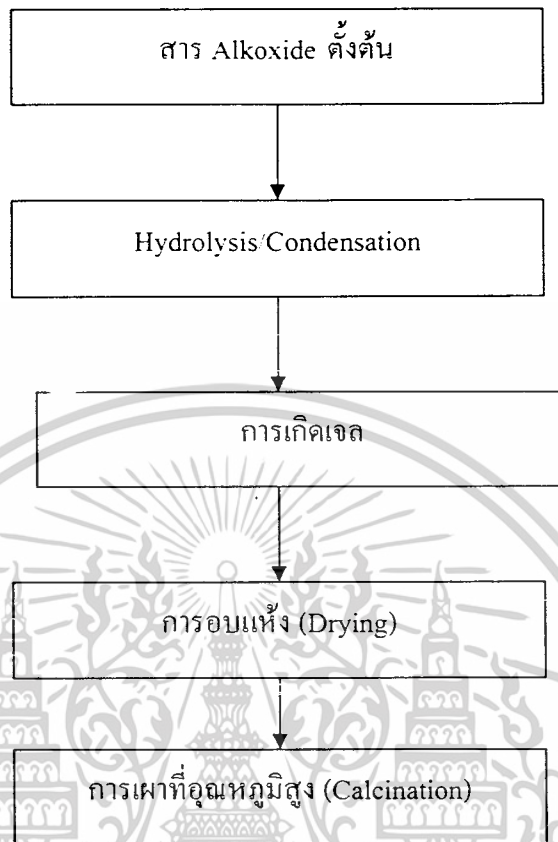 สาร Alkoxide ตั้งต้น
Hydrolysis/Condensation
การเกิดเจล
การอบแห้ง (Drying)
การเผาที่อุณหภูมิสูง (Calcination)